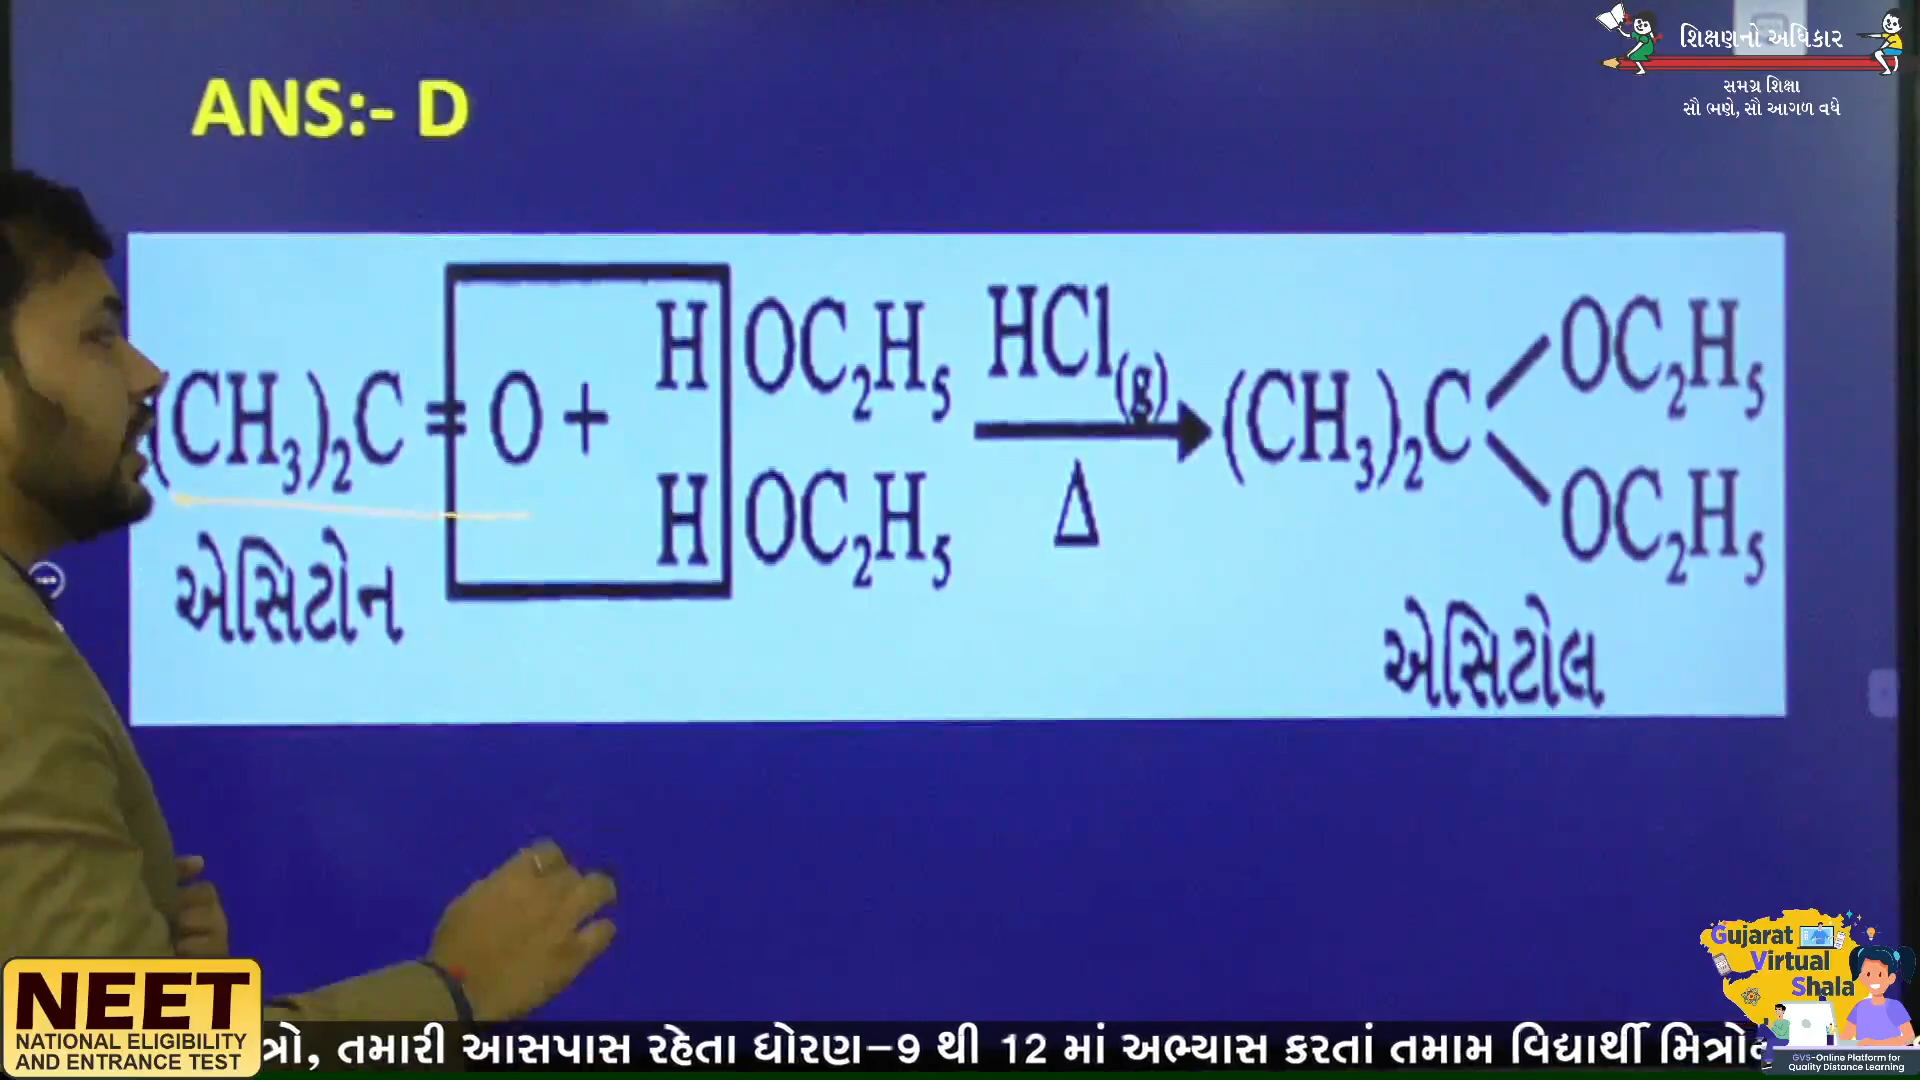 શિક્ષણનો અધિકાર
સમગ્ર શિક્ષા
સૌ ભણે, સૌ આગળ વધે
ANS:- D
(CH3)2C = O + H OC2H5 HCl(g) (CH3)2C OC2H5
H OC2H5 Δ OC2H5
એસિટોન
એસિટોલ
Gujarat
Virtual
Shala
NEET
NATIONAL ELIGIBILITY
AND ENTRANCE TEST
ત્રો, તમારી આસપાસ રહેતા ધોરણ–9 થી 12 માં અભ્યાસ કરતાં તમામ વિદ્યાર્થી મિત્રો
GVS-Online Platform for
Quality Distance Learning